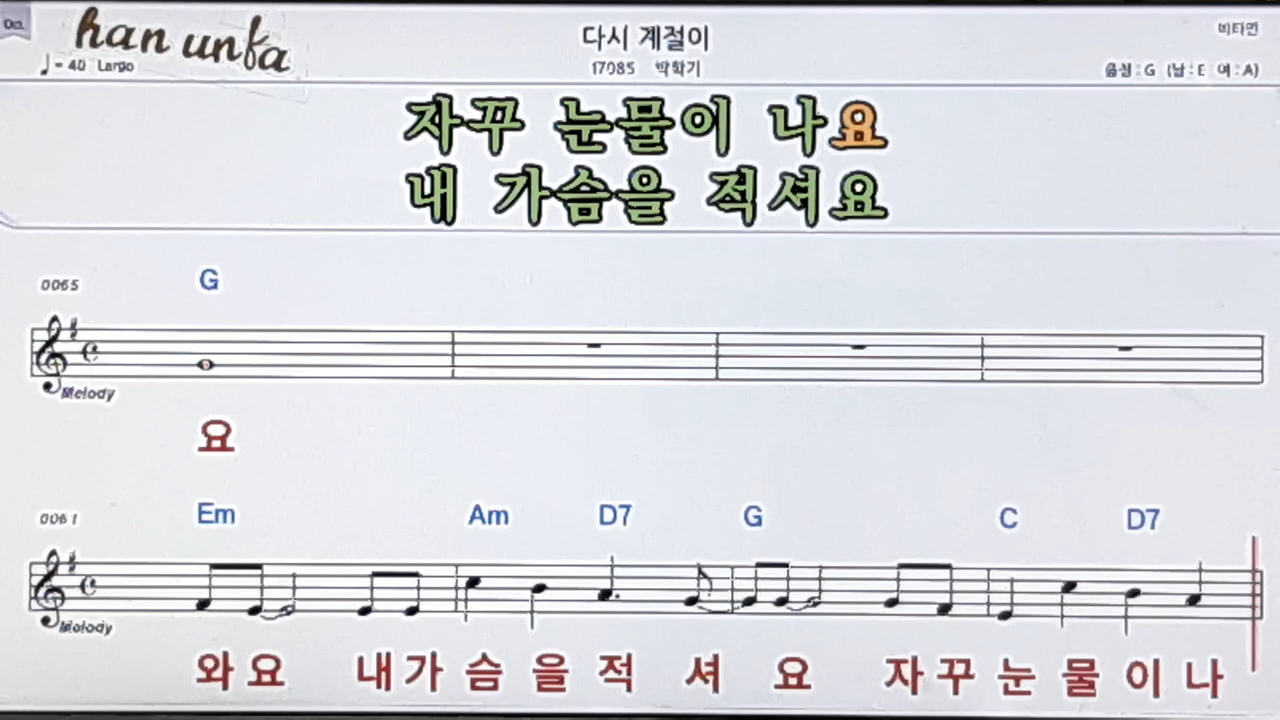 han unfa
다시 계절이
비타민
♩ = 40 Largo
17085 박학기
음정 : G (남 : E 여 : A)
자꾸 눈물이 나요
내 가슴을 적셔요
0065 G
Melody
요
0061 Em Am D7 G C D7
Melody
와 요 내 가 슴 을 적 셔 요 자 꾸 눈 물 이 나